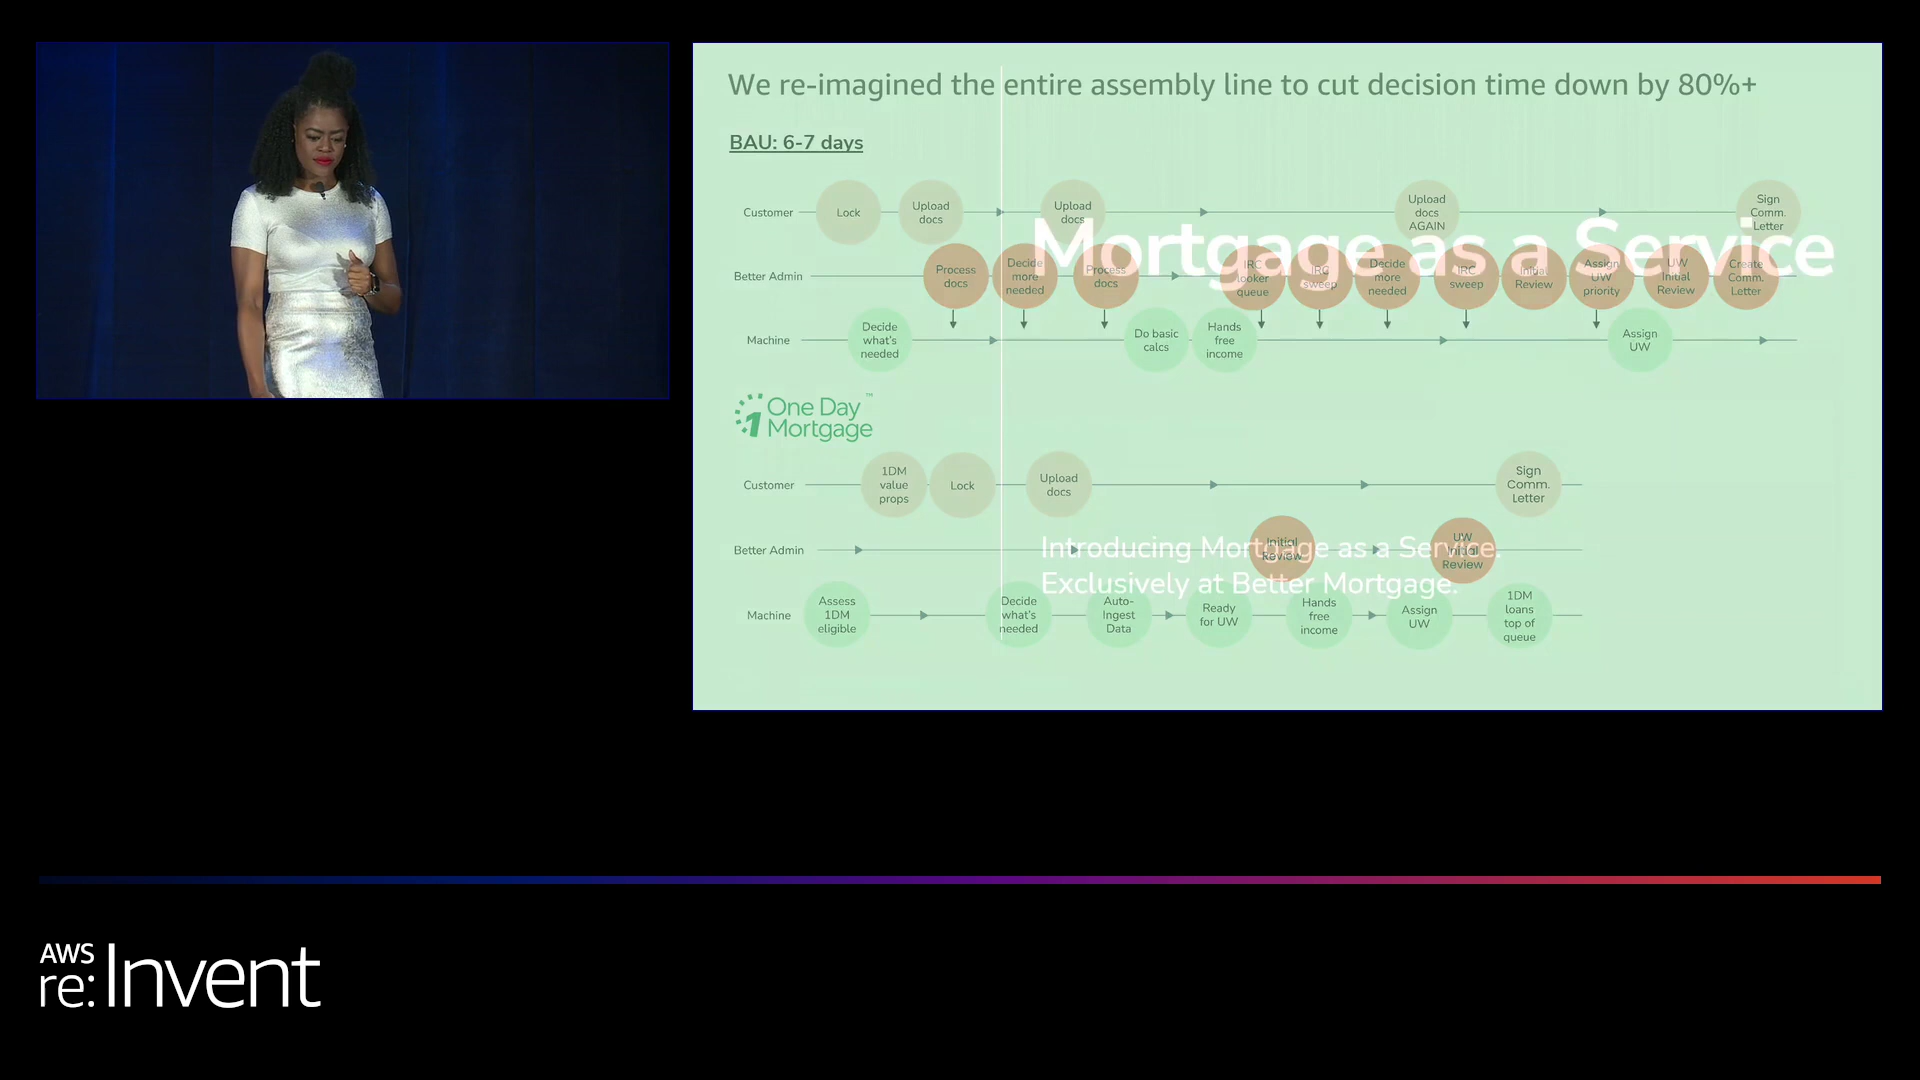 We re-imagined the entire assembly line to cut decision time down by 80%+
BAU: 6-7 days
Customer
Lock
Upload
docs
Upload
docs
Upload
docs
AGAIN
Sign
Comm.
Letter
Mortgage as a Service
Better Admin
Process
docs
Decide
more
needed
Process
docs
IRC
looker
queue
IRC
sweep
Decide
more
needed
IRC
sweep
Initial
Review
Assign
UW
priority
UW
Initial
Review
Create
Comm.
Letter
Machine
Decide
what's
needed
Do basic
calcs
Hands
free
income
Assign
UW
1 One Day
Mortgage
™
Customer
1DM
value
props
Lock
Upload
docs
Sign
Comm.
Letter
Better Admin
Initial
Review
UW
Initial
Review
Introducing Mortgage as a Service.
Exclusively at Better Mortgage.
Machine
Assess
1DM
eligible
Decide
what's
needed
Auto-
Ingest
Data
Ready
for UW
Hands
free
income
Assign
UW
1DM
loans
top of
queue
AWS
re:Invent